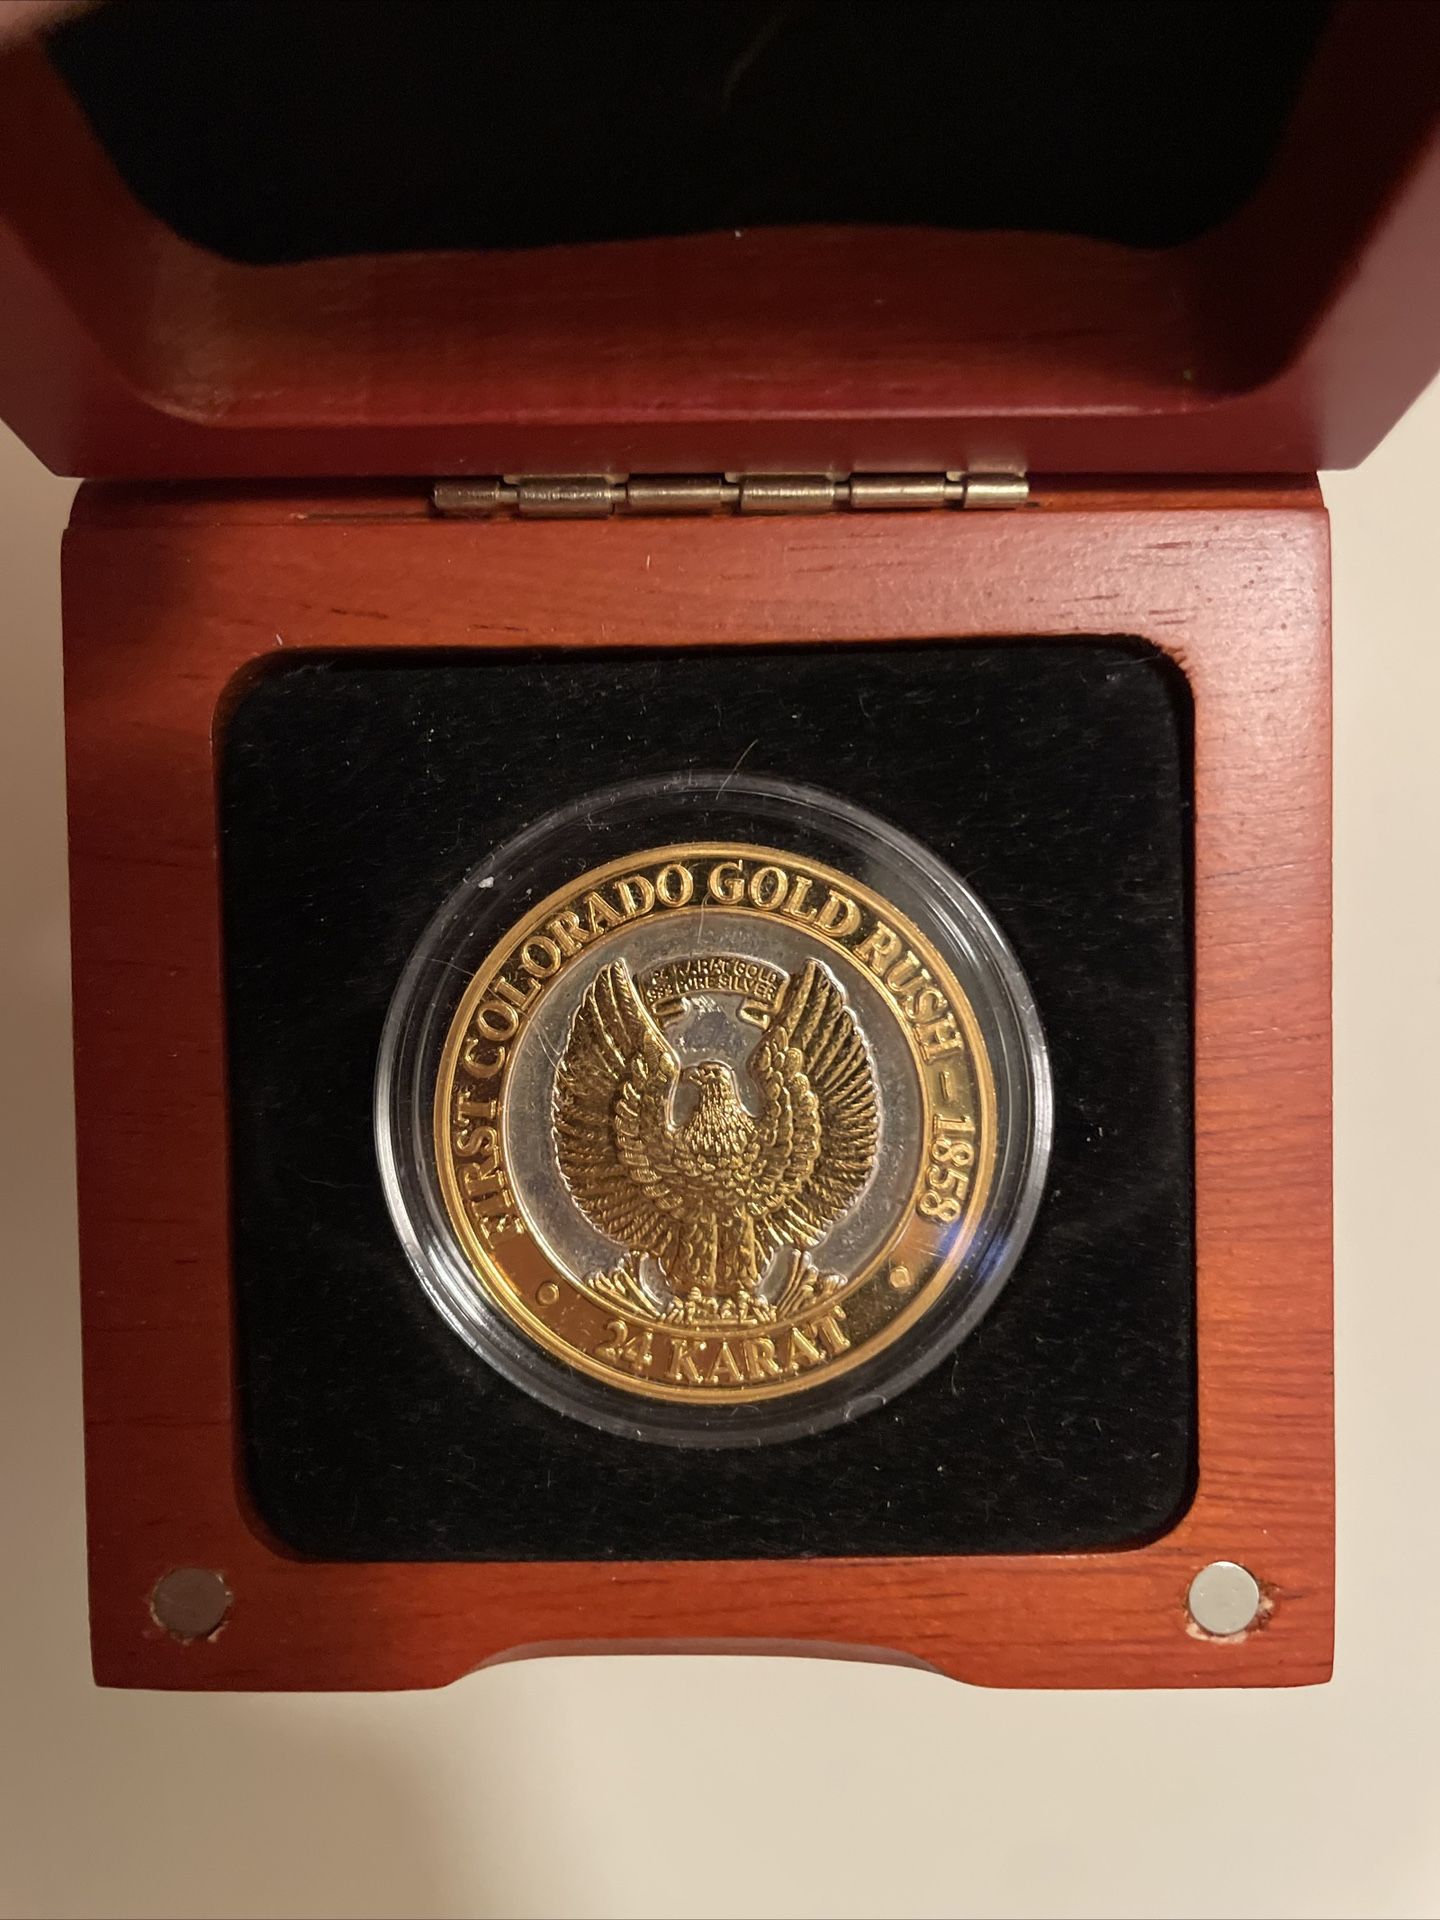 FIRST COLORADO GOLD RUSH - 1858
24 KARAT GOLD
.999 PURE SILVER
24 KARAT